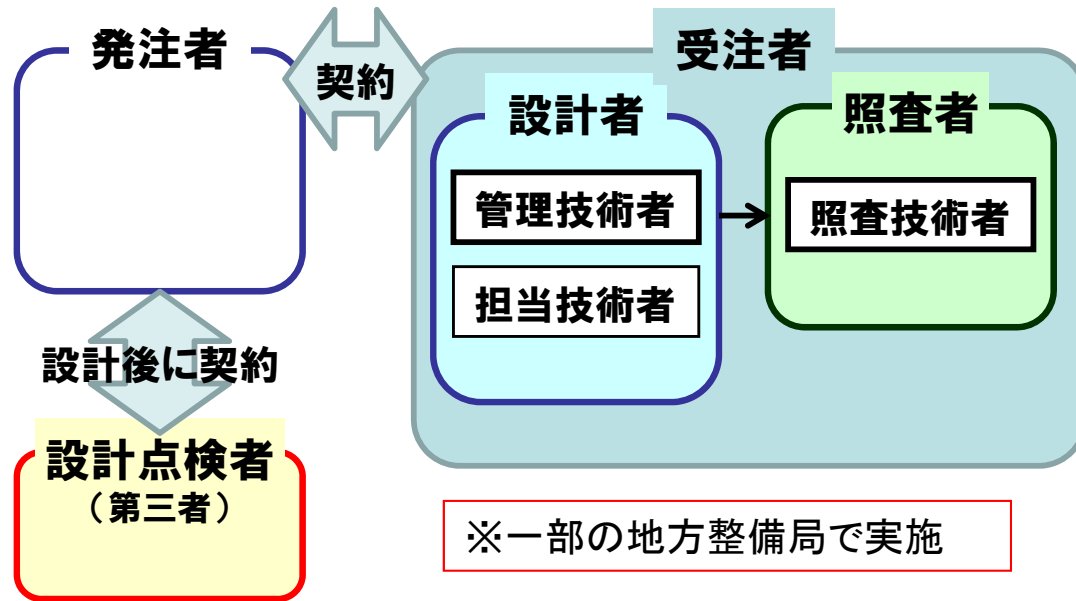 発注者
契約
受注者
設計者
照査者
管理技術者
照査技術者
担当技術者
設計後に契約
設計点検者
（第三者）
※一部の地方整備局で実施